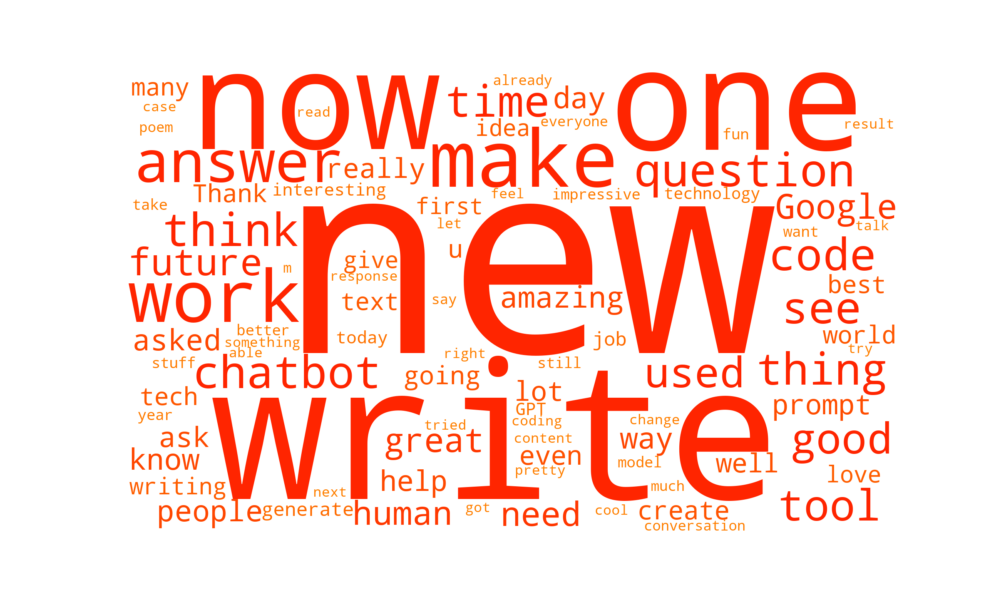 many
now
already
time
day
one
case
read
poem
idea
everyone
fun
result
answer
really
make
question
Thank
interesting
feel
impressive
technology
take
first
Google
let
want
talk
think
new
u
code
future
m
give
response
best
work
text
say
amazing
see
asked
better
something
able
today
right
job
world
try
stuff
still
chatbot
going
used
thing
tech
lot
prompt
year
GPT
write
tried
coding
change
ask
great
content
way
good
know
even
pretty
model
well
writing
help
much
love
next
people
generate
human
got
need
cool
create
conversation
tool